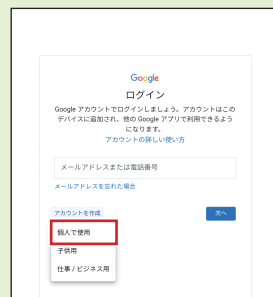 Google
ログイン
Google アカウントでログインしましょう。アカウントはこの
デバイスに追加され、他の Google アプリで利用できるよう
になります。
アカウントの詳しい使い方
メールアドレスまたは電話番号
メールアドレスを忘れた場合
アカウントを作成
次へ
個人で使用
子供用
仕事 / ビジネス用